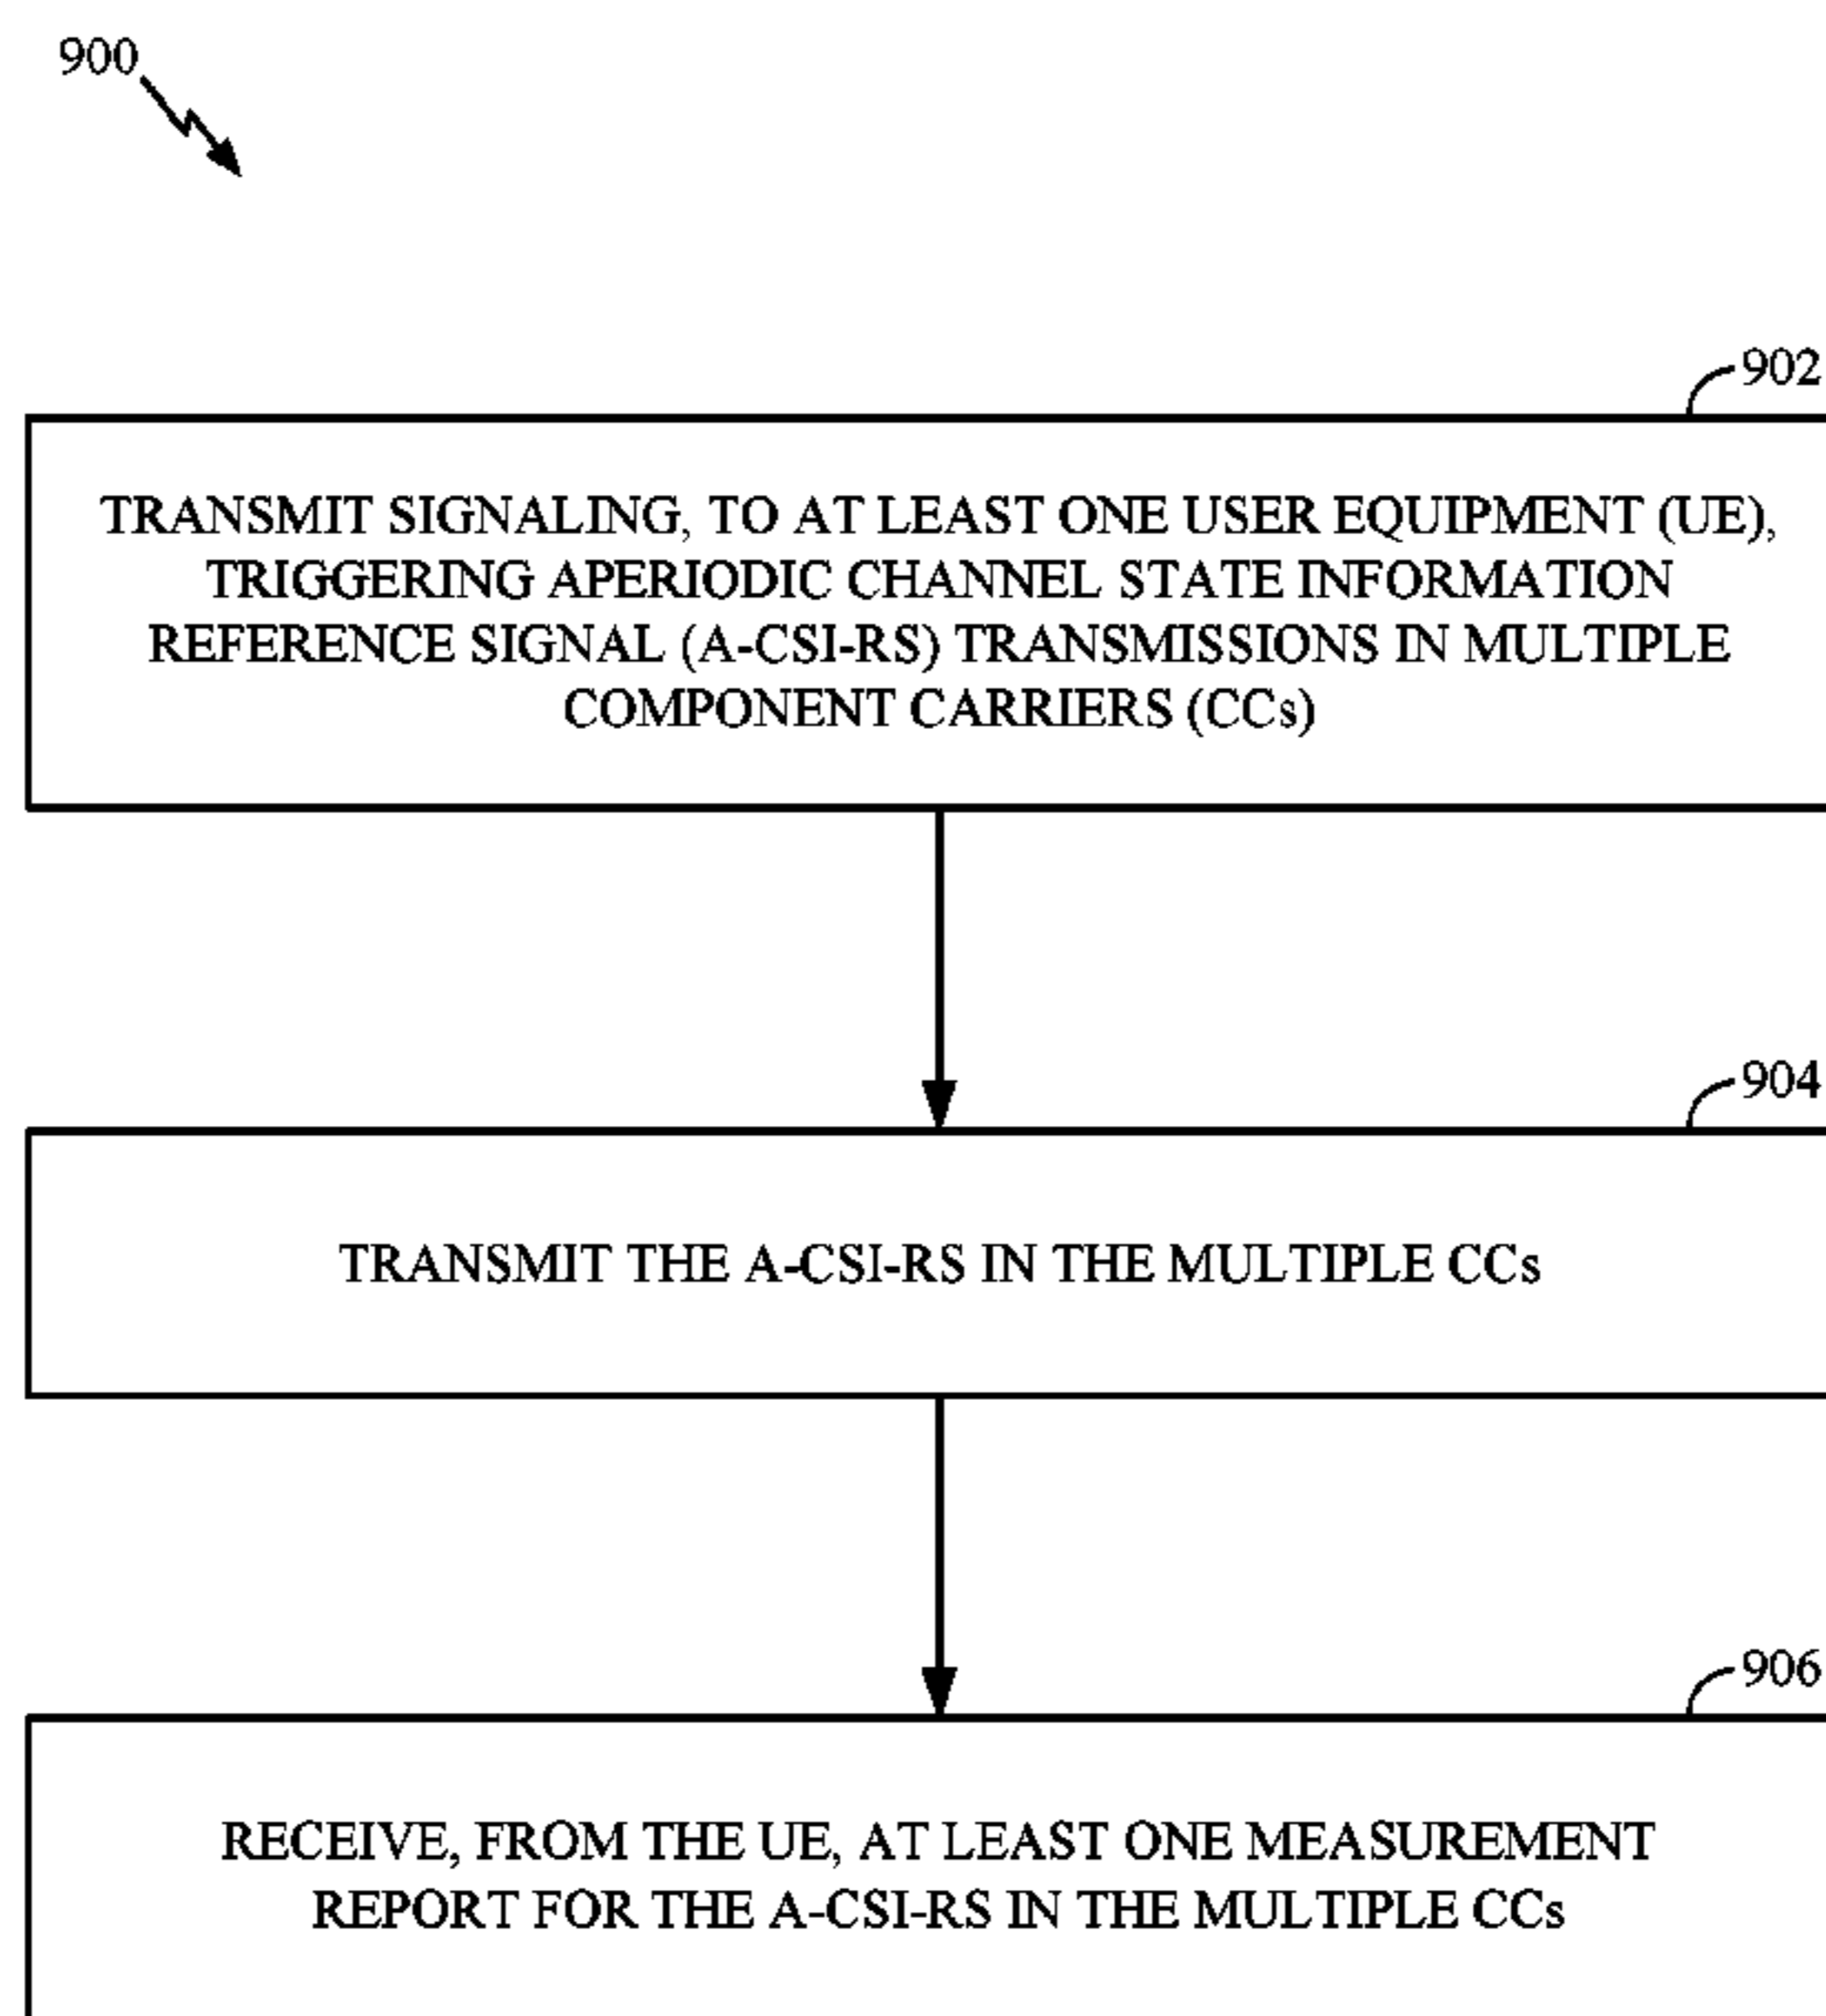 900
902
TRANSMIT SIGNALING, TO AT LEAST ONE USER EQUIPMENT (UE),
TRIGGERING APERIODIC CHANNEL STATE INFORMATION
REFERENCE SIGNAL (A-CSI-RS) TRANSMISSIONS IN MULTIPLE
COMPONENT CARRIERS (CCs)
904
TRANSMIT THE A-CSI-RS IN THE MULTIPLE CCs
906
RECEIVE, FROM THE UE, AT LEAST ONE MEASUREMENT
REPORT FOR THE A-CSI-RS IN THE MULTIPLE CCs